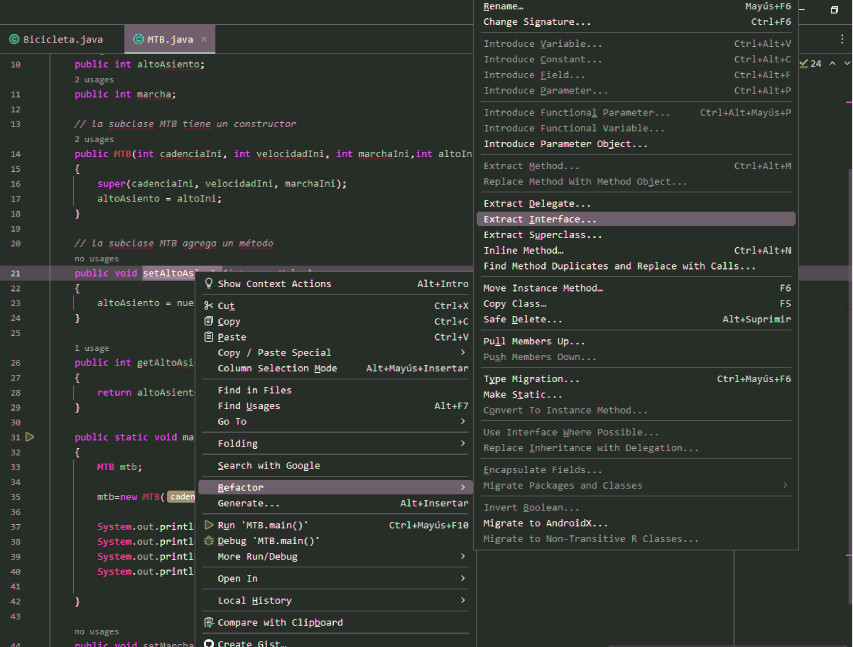 Bicicleta.java
MTB.java
24
10 public int altoAsiento;
2 usages
11 public int marcha;
12
13 // la subclase MTB tiene un constructor
2 usages
14 public MTB(int cadenciaIni, int velocidadIni, int marchaIni,int altoIn
15 {
16 super(cadenciaIni, velocidadIni, marchaIni);
17 altoAsiento = altoIni;
18 }
19
20 // la subclase MTB agrega un método
no usages
21 public void setAltoAsi
22 {
23 altoAsiento = nue
24 }
25
1 usage
26 public int getAltoAsi
27 {
28 return altoAsient
29 }
30
31 public static void ma
32 {
33 MTB mtb;
34
35 mtb=new MTB( caden
36
37 System.out.printl
38 System.out.printl
39 System.out.printl
40 System.out.printl
41
42 }
43
no usages
44 public void setMarcha
Show Context Actions Alt+Intro
Cut Ctrl+X
Copy Ctrl+C
Paste Ctrl+V
Copy / Paste Special
Column Selection Mode Alt+Mayús+Insertar
Find in Files
Find Usages Alt+F7
Go To
Folding
Search with Google
Refactor
Generate... Alt+Insertar
Run 'MTB.main()' Ctrl+Mayús+F10
Debug 'MTB.main()'
More Run/Debug
Open In
Local History
Compare with Clipboard
Create Gist...
Rename... Mayús+F6
Change Signature... Ctrl+F6
Introduce Variable... Ctrl+Alt+V
Introduce Constant... Ctrl+Alt+C
Introduce Field... Ctrl+Alt+F
Introduce Parameter... Ctrl+Alt+P
Introduce Functional Parameter... Ctrl+Alt+Mayús+P
Introduce Functional Variable...
Introduce Parameter Object...
Extract Method... Ctrl+Alt+M
Replace Method With Method Object...
Extract Delegate...
Extract Interface...
Extract Superclass...
Inline Method... Ctrl+Alt+N
Find Method Duplicates and Replace with Calls...
Move Instance Method... F6
Copy Class... F5
Safe Delete... Alt+Suprimir
Pull Members Up...
Push Members Down...
Type Migration... Ctrl+Mayús+F6
Make Static...
Convert To Instance Method...
Use Interface Where Possible...
Replace Inheritance with Delegation...
Encapsulate Fields...
Migrate Packages and Classes
Invert Boolean...
Migrate to AndroidX...
Migrate to Non-Transitive R Classes...